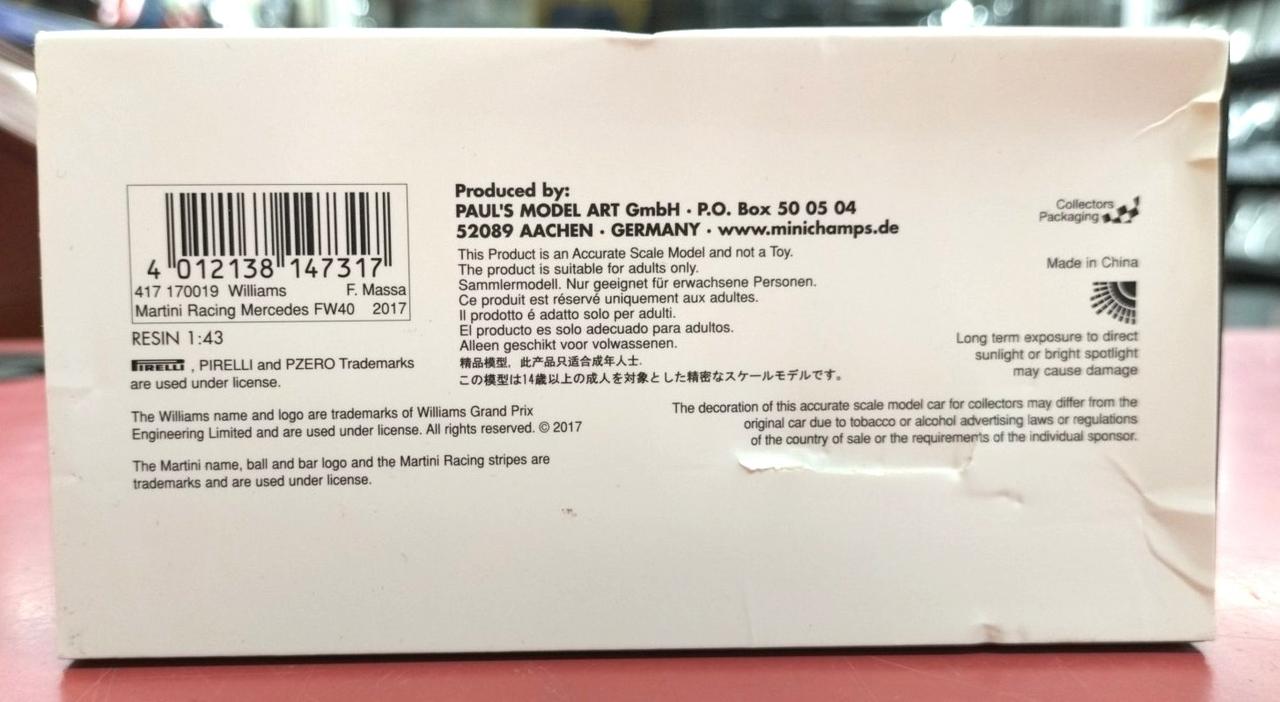 4 012138 147317
417 170019 Williams F. Massa
Martini Racing Mercedes FW40 2017
RESIN 1:43
PIRELLI , PIRELLI and PZERO Trademarks
are used under license.
The Williams name and logo are trademarks of Williams Grand Prix
Engineering Limited and are used under license. All rights reserved. © 2017
The Martini name, ball and bar logo and the Martini Racing stripes are
trademarks and are used under license.
Produced by:
PAUL'S MODEL ART GmbH · P.O. Box 50 05 04
52089 AACHEN · GERMANY · www.minichamps.de
This Product is an Accurate Scale Model and not a Toy.
The product is suitable for adults only.
Sammlermodell. Nur geeignet für erwachsene Personen.
Ce produit est réservé uniquement aux adultes.
Il prodotto é adatto solo per adulti.
El producto es solo adecuado para adultos.
Alleen geschikt voor volwassenen.
精品模型，此产品只适合成年人士.
この模型は14歳以上の成人を対象とした精密なスケールモデルです。
Collectors
Packaging
Made in China
Long term exposure to direct
sunlight or bright spotlight
may cause damage
The decoration of this accurate scale model car for collectors may differ from the
original car due to tobacco or alcohol advertising laws or regulations
of the country of sale or the requirements of the individual sponsor.